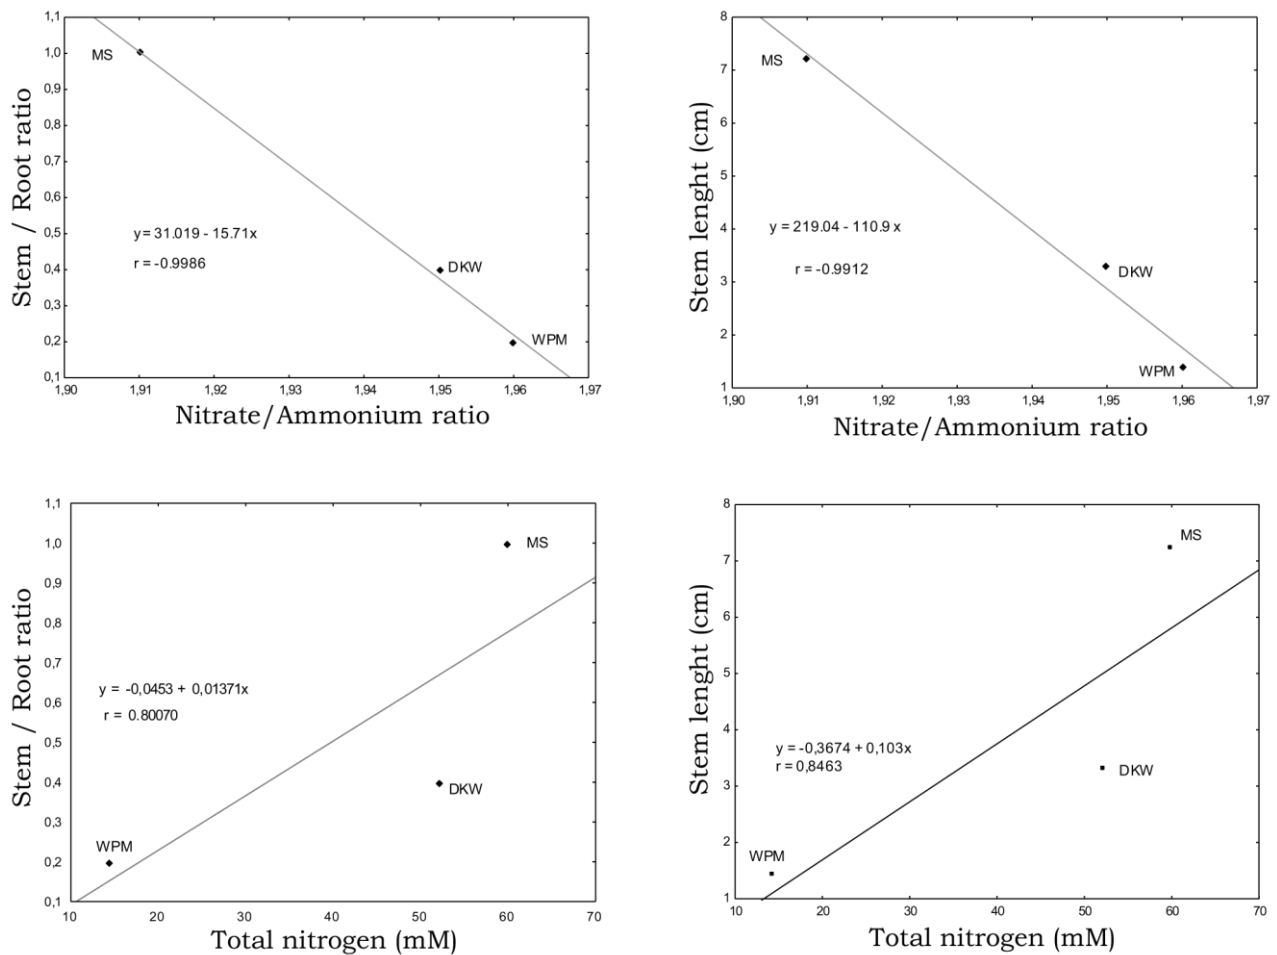 1,1
1,0
0,9
0,8
0,7
0,6
0,5
0,4
0,3
0,2
0,1
Stem / Root ratio
MS
y= 31.019 - 15.71x
r = -0.9986
DKW
WPM
1,90 1,91 1,92 1,93 1,94 1,95 1,96 1,97
Nitrate/Ammonium ratio
8
7
6
5
4
3
2
1
Stem lenght (cm)
MS
y = 219.04 - 110.9 x
r = -0.9912
DKW
WPM
1,90 1,91 1,92 1,93 1,94 1,95 1,96 1,97
Nitrate/Ammonium ratio
1,1
1,0
0,9
0,8
0,7
0,6
0,5
0,4
0,3
0,2
0,1
Stem / Root ratio
MS
y = -0,0453 + 0,01371x
r = 0.80070
DKW
WPM
10 20 30 40 50 60 70
Total nitrogen (mM)
8
7
6
5
4
3
2
1
Stem lenght (cm)
MS
y = -0,3674 + 0,103x
r = 0,8463
DKW
WPM
10 20 30 40 50 60 70
Total nitrogen (mM)